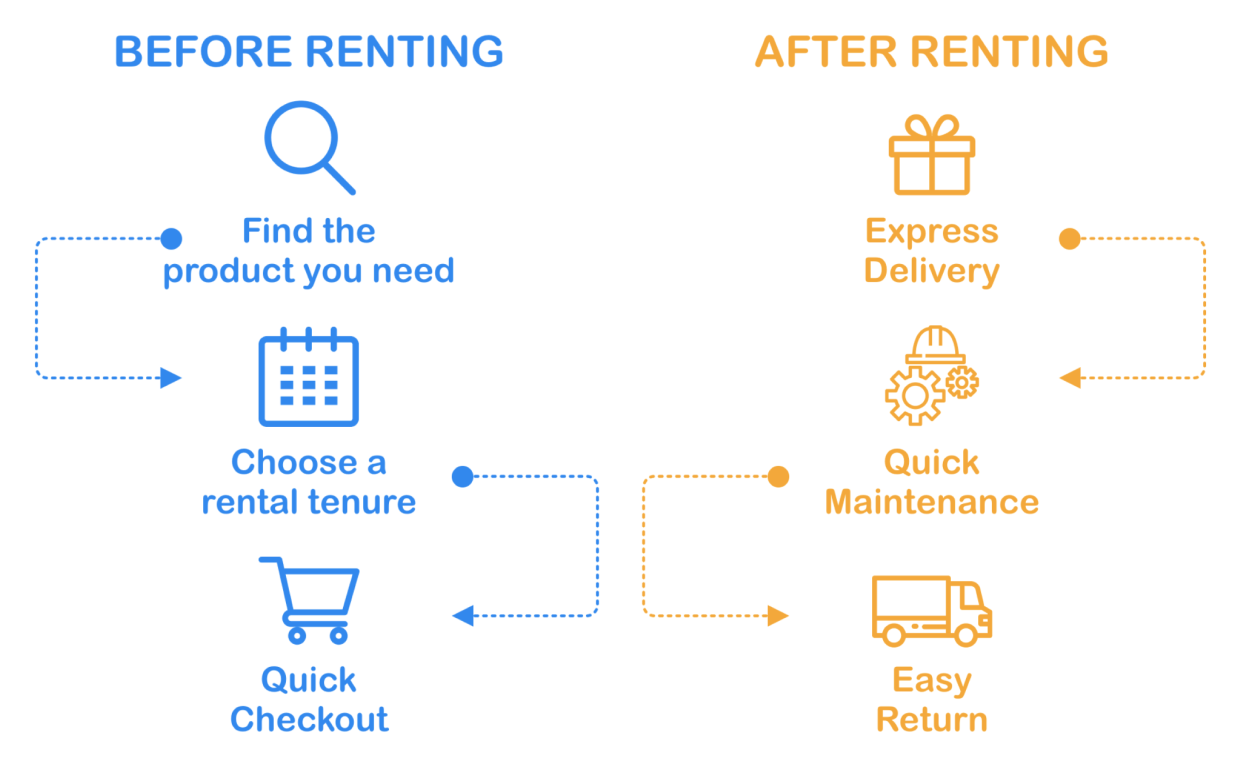 BEFORE RENTING
Find the
product you need
Choose a
rental tenure
Quick
Checkout
AFTER RENTING
Express
Delivery
Quick
Maintenance
Easy
Return